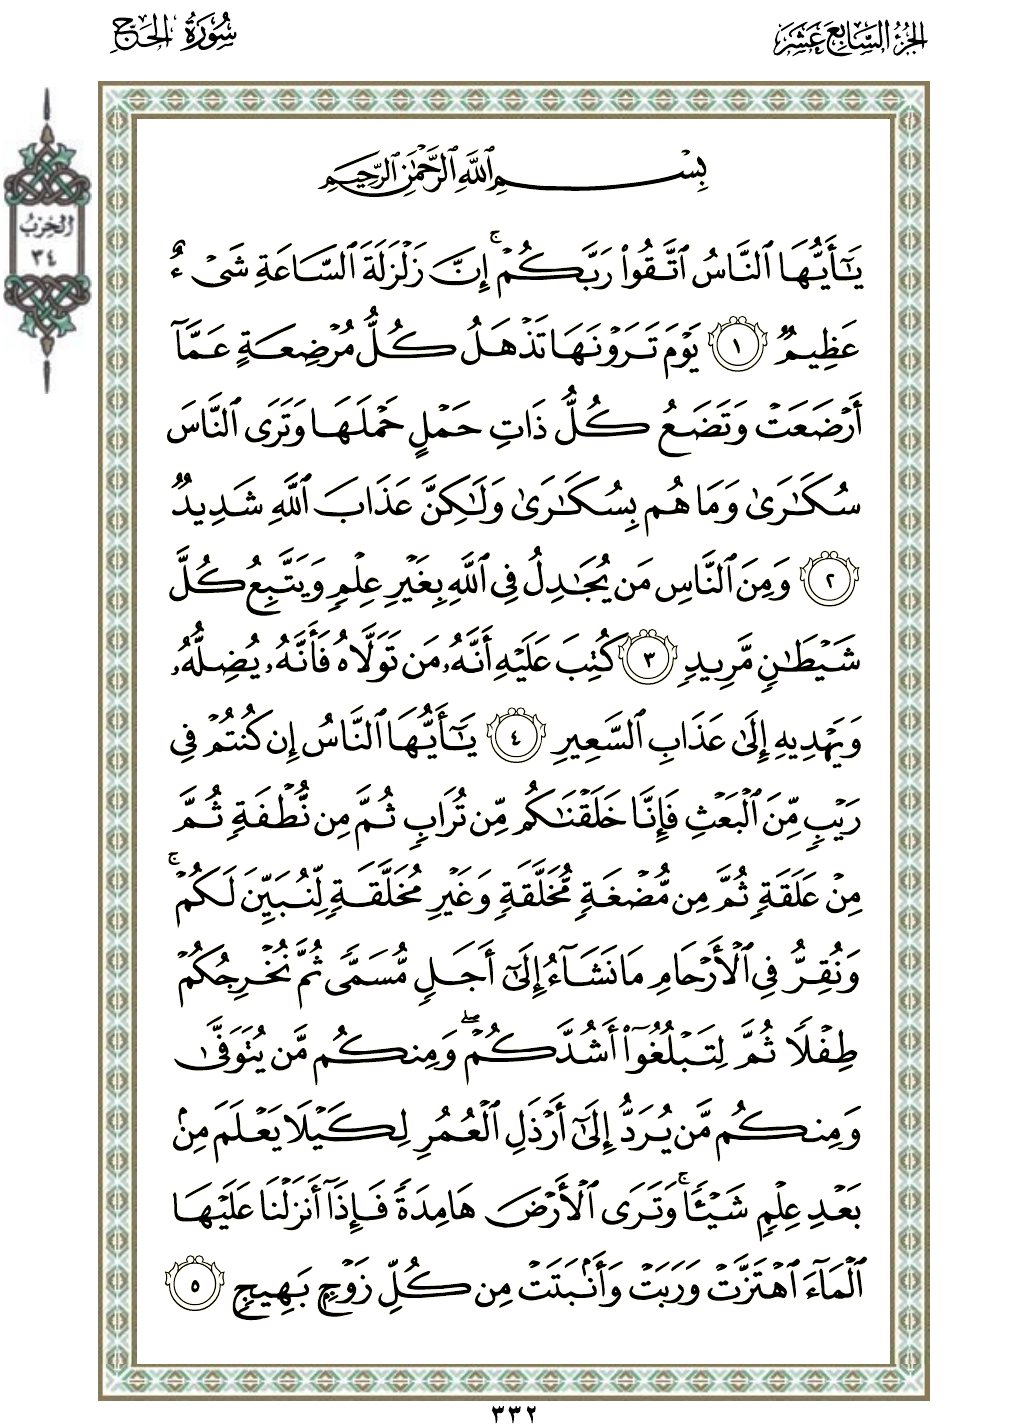 الجزء السابع عشر
سورة الحج
الحزب
٣٤
بِسْمِ ٱللَّهِ ٱلرَّحْمَٰنِ ٱلرَّحِيمِ
يَٰٓأَيُّهَا ٱلنَّاسُ ٱتَّقُوا۟ رَبَّكُمْ ۚ إِنَّ زَلْزَلَةَ ٱلسَّاعَةِ شَىْءٌ
عَظِيمٌ ١ يَوْمَ تَرَوْنَهَا تَذْهَلُ كُلُّ مُرْضِعَةٍ عَمَّآ
أَرْضَعَتْ وَتَضَعُ كُلُّ ذَاتِ حَمْلٍ حَمْلَهَا وَتَرَى ٱلنَّاسَ
سُكَٰرَىٰ وَمَا هُم بِسُكَٰرَىٰ وَلَٰكِنَّ عَذَابَ ٱللَّهِ شَدِيدٌ
٢ وَمِنَ ٱلنَّاسِ مَن يُجَٰدِلُ فِى ٱللَّهِ بِغَيْرِ عِلْمٍ وَيَتَّبِعُ كُلَّ
شَيْطَٰنٍ مَّرِيدٍ ٣ كُتِبَ عَلَيْهِ أَنَّهُۥ مَن تَوَلَّاهُ فَأَنَّهُۥ يُضِلُّهُۥ
وَيَهْدِيهِ إِلَىٰ عَذَابِ ٱلسَّعِيرِ ٤ يَٰٓأَيُّهَا ٱلنَّاسُ إِن كُنتُمْ فِى
رَيْبٍ مِّنَ ٱلْبَعْثِ فَإِنَّا خَلَقْنَٰكُم مِّن تُرَابٍ ثُمَّ مِن نُّطْفَةٍ ثُمَّ
مِنْ عَلَقَةٍ ثُمَّ مِن مُّضْغَةٍ مُّخَلَّقَةٍ وَغَيْرِ مُخَلَّقَةٍ لِّنُبَيِّنَ لَكُمْ ۚ
وَنُقِرُّ فِى ٱلْأَرْحَامِ مَا نَشَآءُ إِلَىٰٓ أَجَلٍ مُّسَمًّى ثُمَّ نُخْرِجُكُمْ
طِفْلًا ثُمَّ لِتَبْلُغُوٓا۟ أَشُدَّكُمْ ۖ وَمِنكُم مَّن يُتَوَفَّىٰ
وَمِنكُم مَّن يُرَدُّ إِلَىٰٓ أَرْذَلِ ٱلْعُمُرِ لِكَيْلَا يَعْلَمَ مِنۢ
بَعْدِ عِلْمٍ شَيْـًٔا ۚ وَتَرَى ٱلْأَرْضَ هَامِدَةً فَإِذَآ أَنزَلْنَا عَلَيْهَا
ٱلْمَآءَ ٱهْتَزَّتْ وَرَبَتْ وَأَنۢبَتَتْ مِن كُلِّ زَوْجٍۭ بَهِيجٍ ٥
٣٣٢